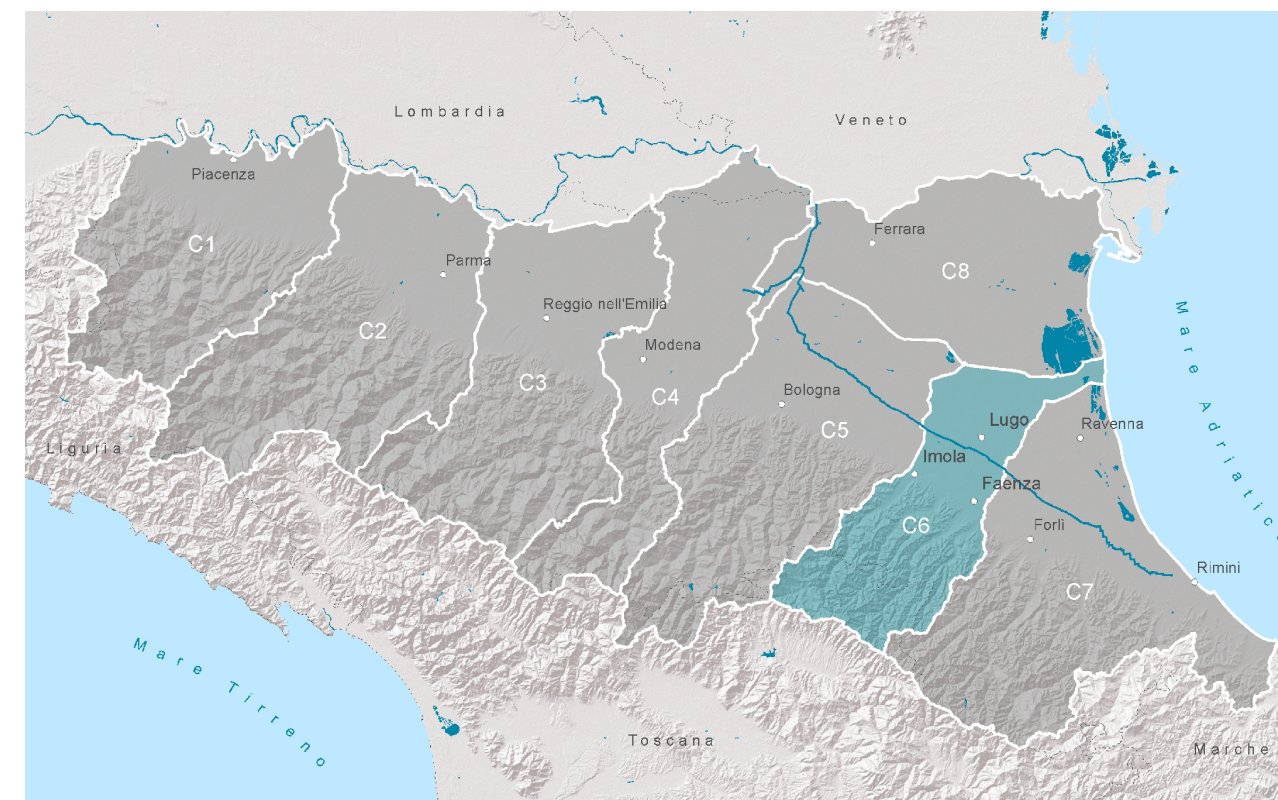 Lombardia
Veneto
Piacenza
C1
Ferrara
Parma
C8
Reggio nell'Emilia
C2
Modena
Mare Adriatic
C3
Bologna
C4
Lugo
Ravenna
C5
Liguria
Imola
Faenza
C6
Forlì
Rimini
C7
Mare Tirreno
Toscana
Marche